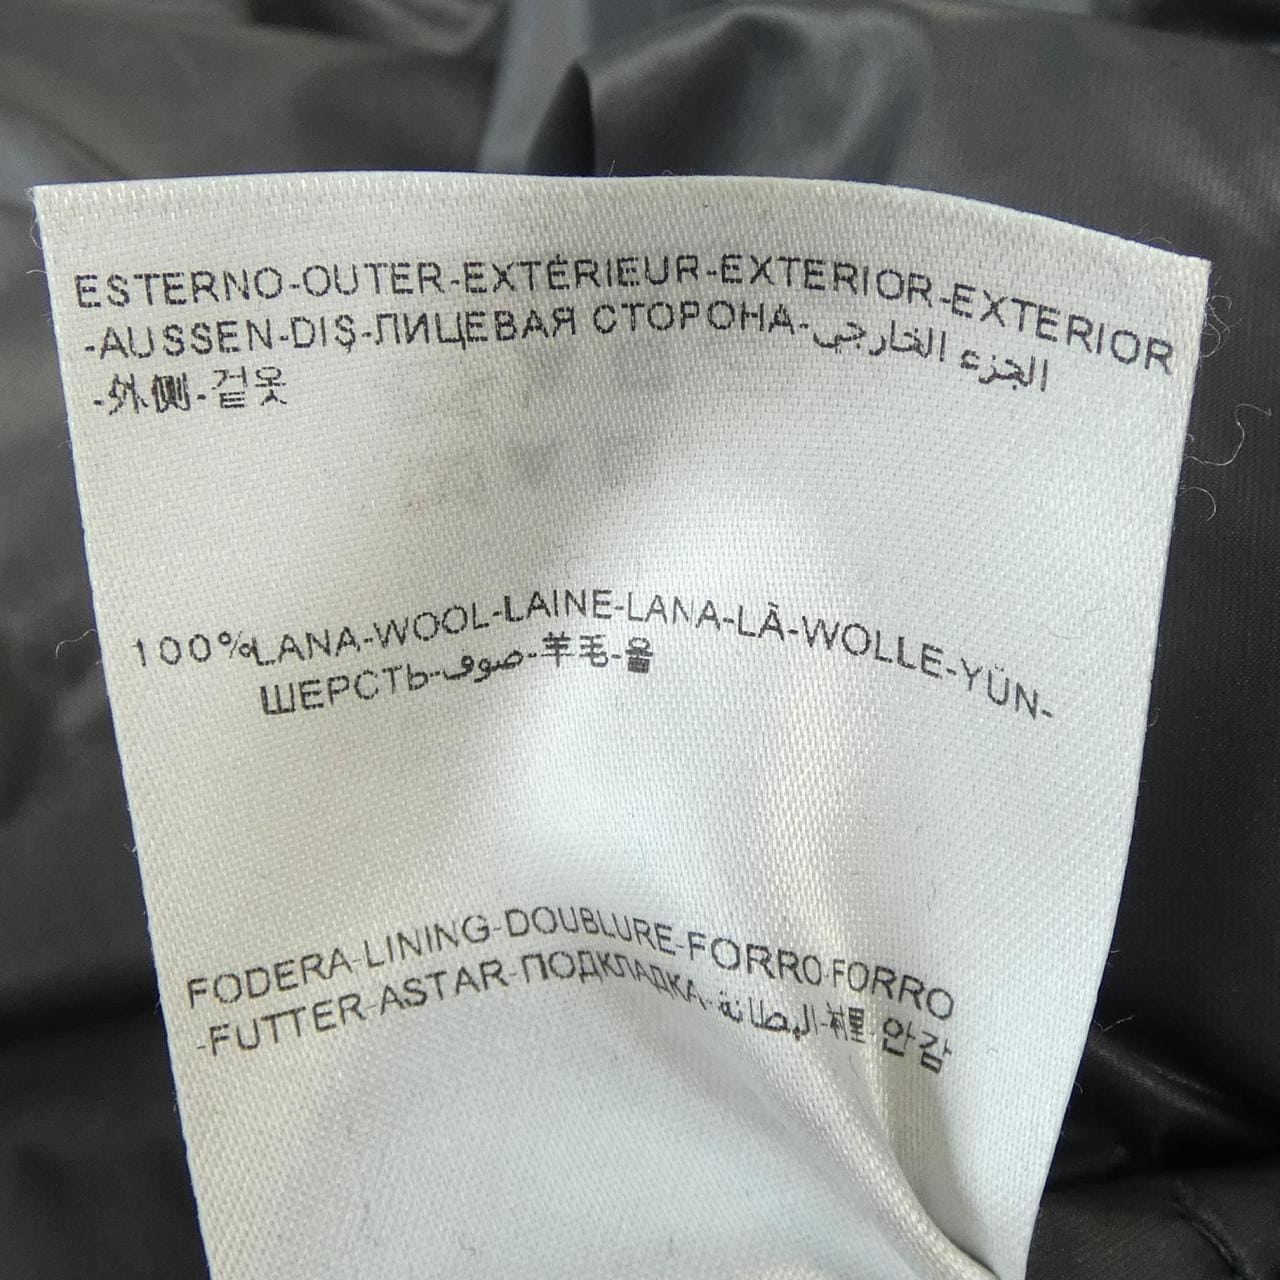 ESTERNO-OUTER-EXTÉRIEUR-EXTERIOR-EXTERIOR
-AUSSEN-DIŞ-ЛИЦЕВАЯ СТОРОНА-الجزء الخارجي
-外側-겉옷
100%LANA-WOOL-LAINE-LANA-LÃ-WOLLE-YÜN-
ШЕРСТЬ-صوف-羊毛-울
FODERA-LINING-DOUBLURE-FORRO-FORRO
-FUTTER-ASTAR-ПОДКЛАДКА-البطانة-裡-안감